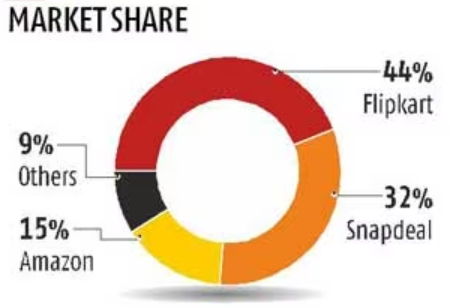 MARKET SHARE
44%
Flipkart
9%
Others
32%
Snapdeal
15%
Amazon